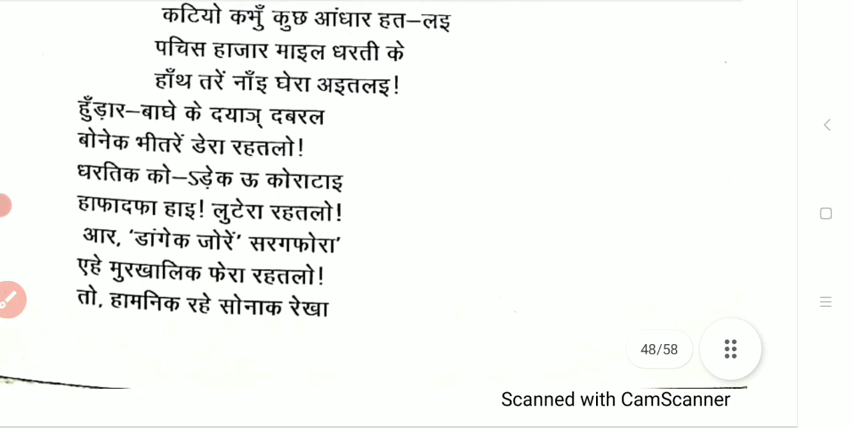 कटियो कभुँ कुछ आंधार हत–लइ
पचिस हाजार माइल धरती के
हाँथ तरें नाँइ घेरा अइतलइ!
हुँड़ार–बाघे के दयाञ् दबरल
बोनेक भीतरें डेरा रहतलो!
धरतिक को–ऽड़ेक ऊ कोराटाइ
हाफादफा हाइ! लुटेरा रहतलो!
आर, ‘डांगेक जोरें’ सरगफोरा’
एहे मुरखालिक फेरा रहतलो!
तो, हामनिक रहे सोनाक रेखा
48/58
Scanned with CamScanner